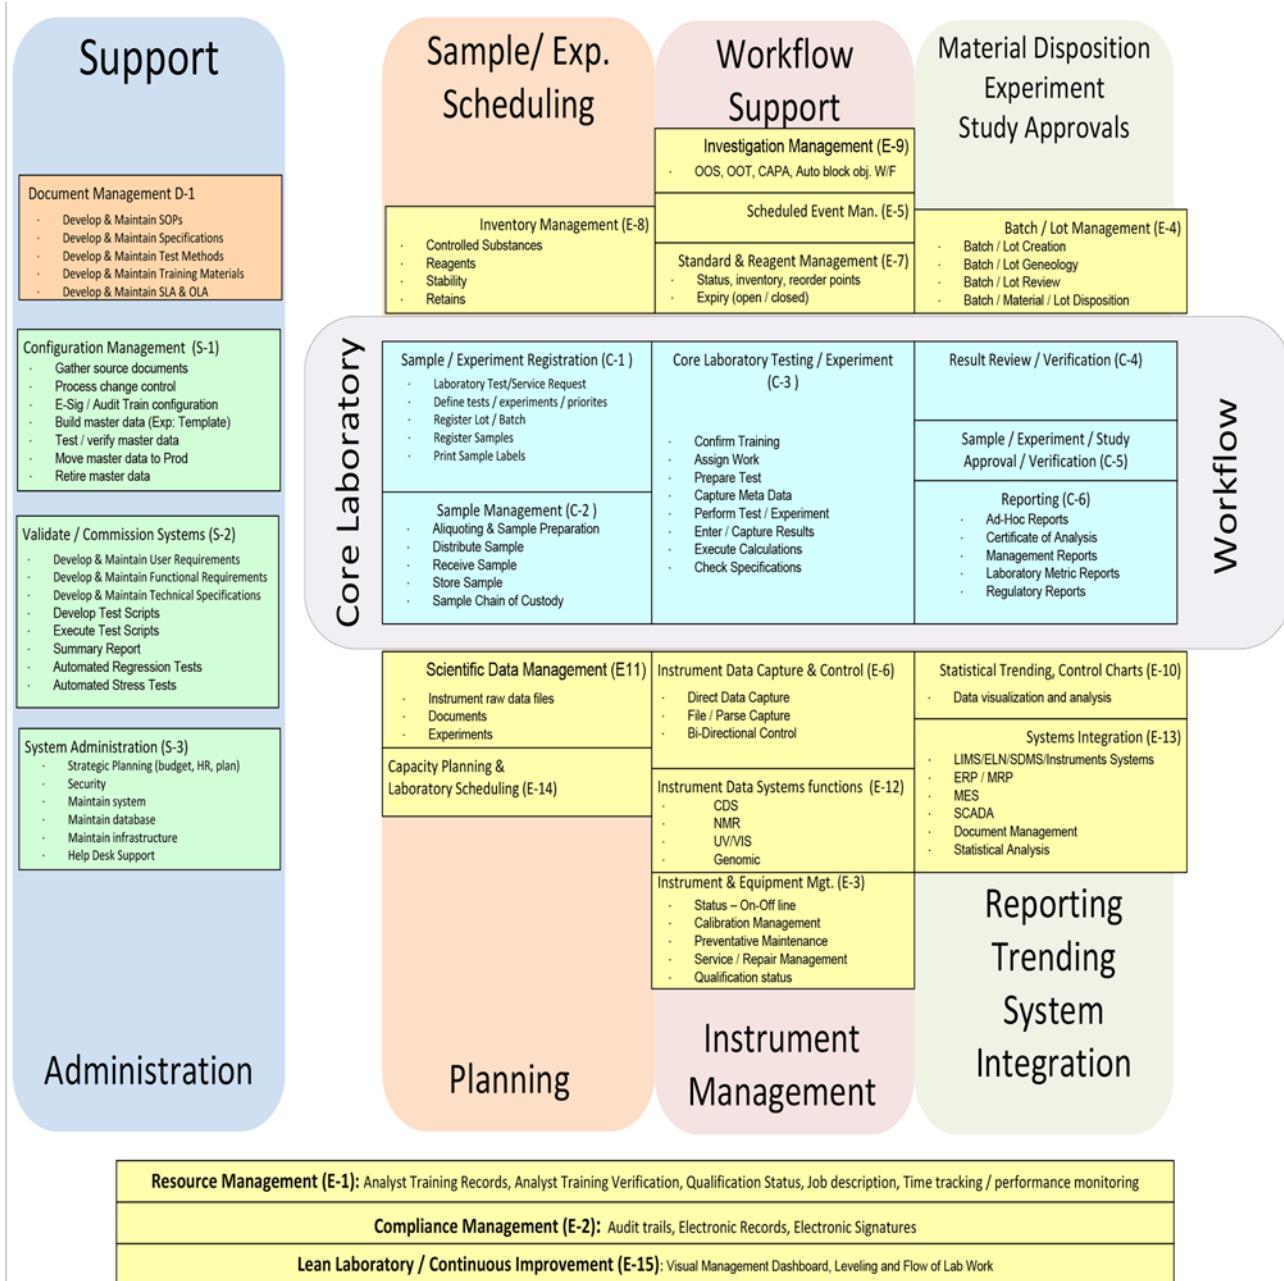 Support
Document Management D-1
· Develop & Maintain SOPs
· Develop & Maintain Specifications
· Develop & Maintain Test Methods
· Develop & Maintain Training Materials
· Develop & Maintain SLA & OLA
Configuration Management (S-1)
· Gather source documents
· Process change control
· E-Sig / Audit Train configuration
· Build master data (Exp: Template)
· Test / verify master data
· Move master data to Prod
· Retire master data
Validate / Commission Systems (S-2)
· Develop & Maintain User Requirements
· Develop & Maintain Functional Requirements
· Develop & Maintain Technical Specifications
· Develop Test Scripts
· Execute Test Scripts
· Summary Report
· Automated Regression Tests
· Automated Stress Tests
System Administration (S-3)
· Strategic Planning (budget, HR, plan)
· Security
· Maintain system
· Maintain database
· Maintain infrastructure
· Help Desk Support
Administration
Sample/ Exp.
Scheduling
Inventory Management (E-8)
· Controlled Substances
· Reagents
· Stability
· Retains
Workflow
Support
Investigation Management (E-9)
· OOS, OOT, CAPA, Auto block obj. W/F
Scheduled Event Man. (E-5)
Standard & Reagent Management (E-7)
· Status, inventory, reorder points
· Expiry (open / closed)
Material Disposition
Experiment
Study Approvals
Batch / Lot Management (E-4)
· Batch / Lot Creation
· Batch / Lot Geneology
· Batch / Lot Review
· Batch / Material / Lot Disposition
Core Laboratory
Sample / Experiment Registration (C-1 )
· Laboratory Test/Service Request
· Define tests / experiments / priorites
· Register Lot / Batch
· Register Samples
· Print Sample Labels
Sample Management (C-2 )
· Aliquoting & Sample Preparation
· Distribute Sample
· Receive Sample
· Store Sample
· Sample Chain of Custody
Core Laboratory Testing / Experiment
(C-3 )
· Confirm Training
· Assign Work
· Prepare Test
· Capture Meta Data
· Perform Test / Experiment
· Enter / Capture Results
· Execute Calculations
· Check Specifications
Result Review / Verification (C-4)
Sample / Experiment / Study
Approval / Verification (C-5)
Reporting (C-6)
· Ad-Hoc Reports
· Certificate of Analysis
· Management Reports
· Laboratory Metric Reports
· Regulatory Reports
Workflow
Scientific Data Management (E11)
· Instrument raw data files
· Documents
· Experiments
Capacity Planning &
Laboratory Scheduling (E-14)
Planning
Instrument Data Capture & Control (E-6)
· Direct Data Capture
· File / Parse Capture
· Bi-Directional Control
Instrument Data Systems functions (E-12)
· CDS
· NMR
· UV/VIS
· Genomic
Instrument & Equipment Mgt. (E-3)
· Status – On-Off line
· Calibration Management
· Preventative Maintenance
· Service / Repair Management
· Qualification status
Instrument
Management
Statistical Trending, Control Charts (E-10)
· Data visualization and analysis
Systems Integration (E-13)
· LIMS/ELN/SDMS/Instruments Systems
· ERP / MRP
· MES
· SCADA
· Document Management
· Statistical Analysis
Reporting
Trending
System
Integration
Resource Management (E-1): Analyst Training Records, Analyst Training Verification, Qualification Status, Job description, Time tracking / performance monitoring
Compliance Management (E-2): Audit trails, Electronic Records, Electronic Signatures
Lean Laboratory / Continuous Improvement (E-15): Visual Management Dashboard, Leveling and Flow of Lab Work